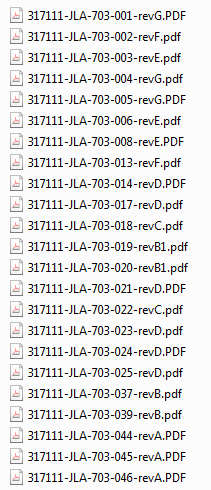 317111-JLA-703-001-revG.PDF
317111-JLA-703-002-revF.pdf
317111-JLA-703-003-revE.pdf
317111-JLA-703-004-revG.pdf
317111-JLA-703-005-revG.PDF
317111-JLA-703-006-revE.pdf
317111-JLA-703-008-revE.PDF
317111-JLA-703-013-revF.pdf
317111-JLA-703-014-revD.PDF
317111-JLA-703-017-revD.pdf
317111-JLA-703-018-revC.pdf
317111-JLA-703-019-revB1.pdf
317111-JLA-703-020-revB1.pdf
317111-JLA-703-021-revD.PDF
317111-JLA-703-022-revC.pdf
317111-JLA-703-023-revD.pdf
317111-JLA-703-024-revD.PDF
317111-JLA-703-025-revD.pdf
317111-JLA-703-037-revB.pdf
317111-JLA-703-039-revB.pdf
317111-JLA-703-044-revA.PDF
317111-JLA-703-045-revA.PDF
317111-JLA-703-046-revA.PDF